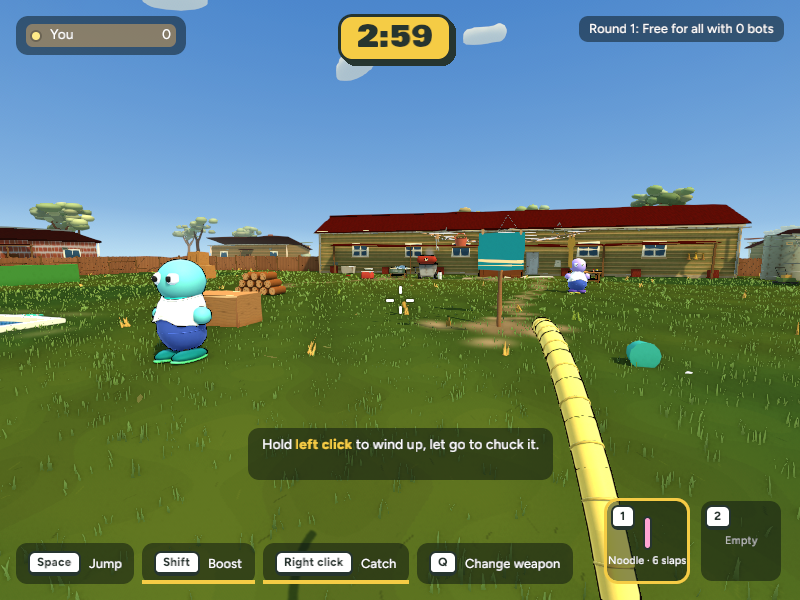 You 0
2:59
Round 1: Free for all with 0 bots
Hold left click to wind up, let go to chuck it.
Space Jump
Shift Boost
Right click Catch
Q Change weapon
1
Noodle · 6 slaps
2
Empty